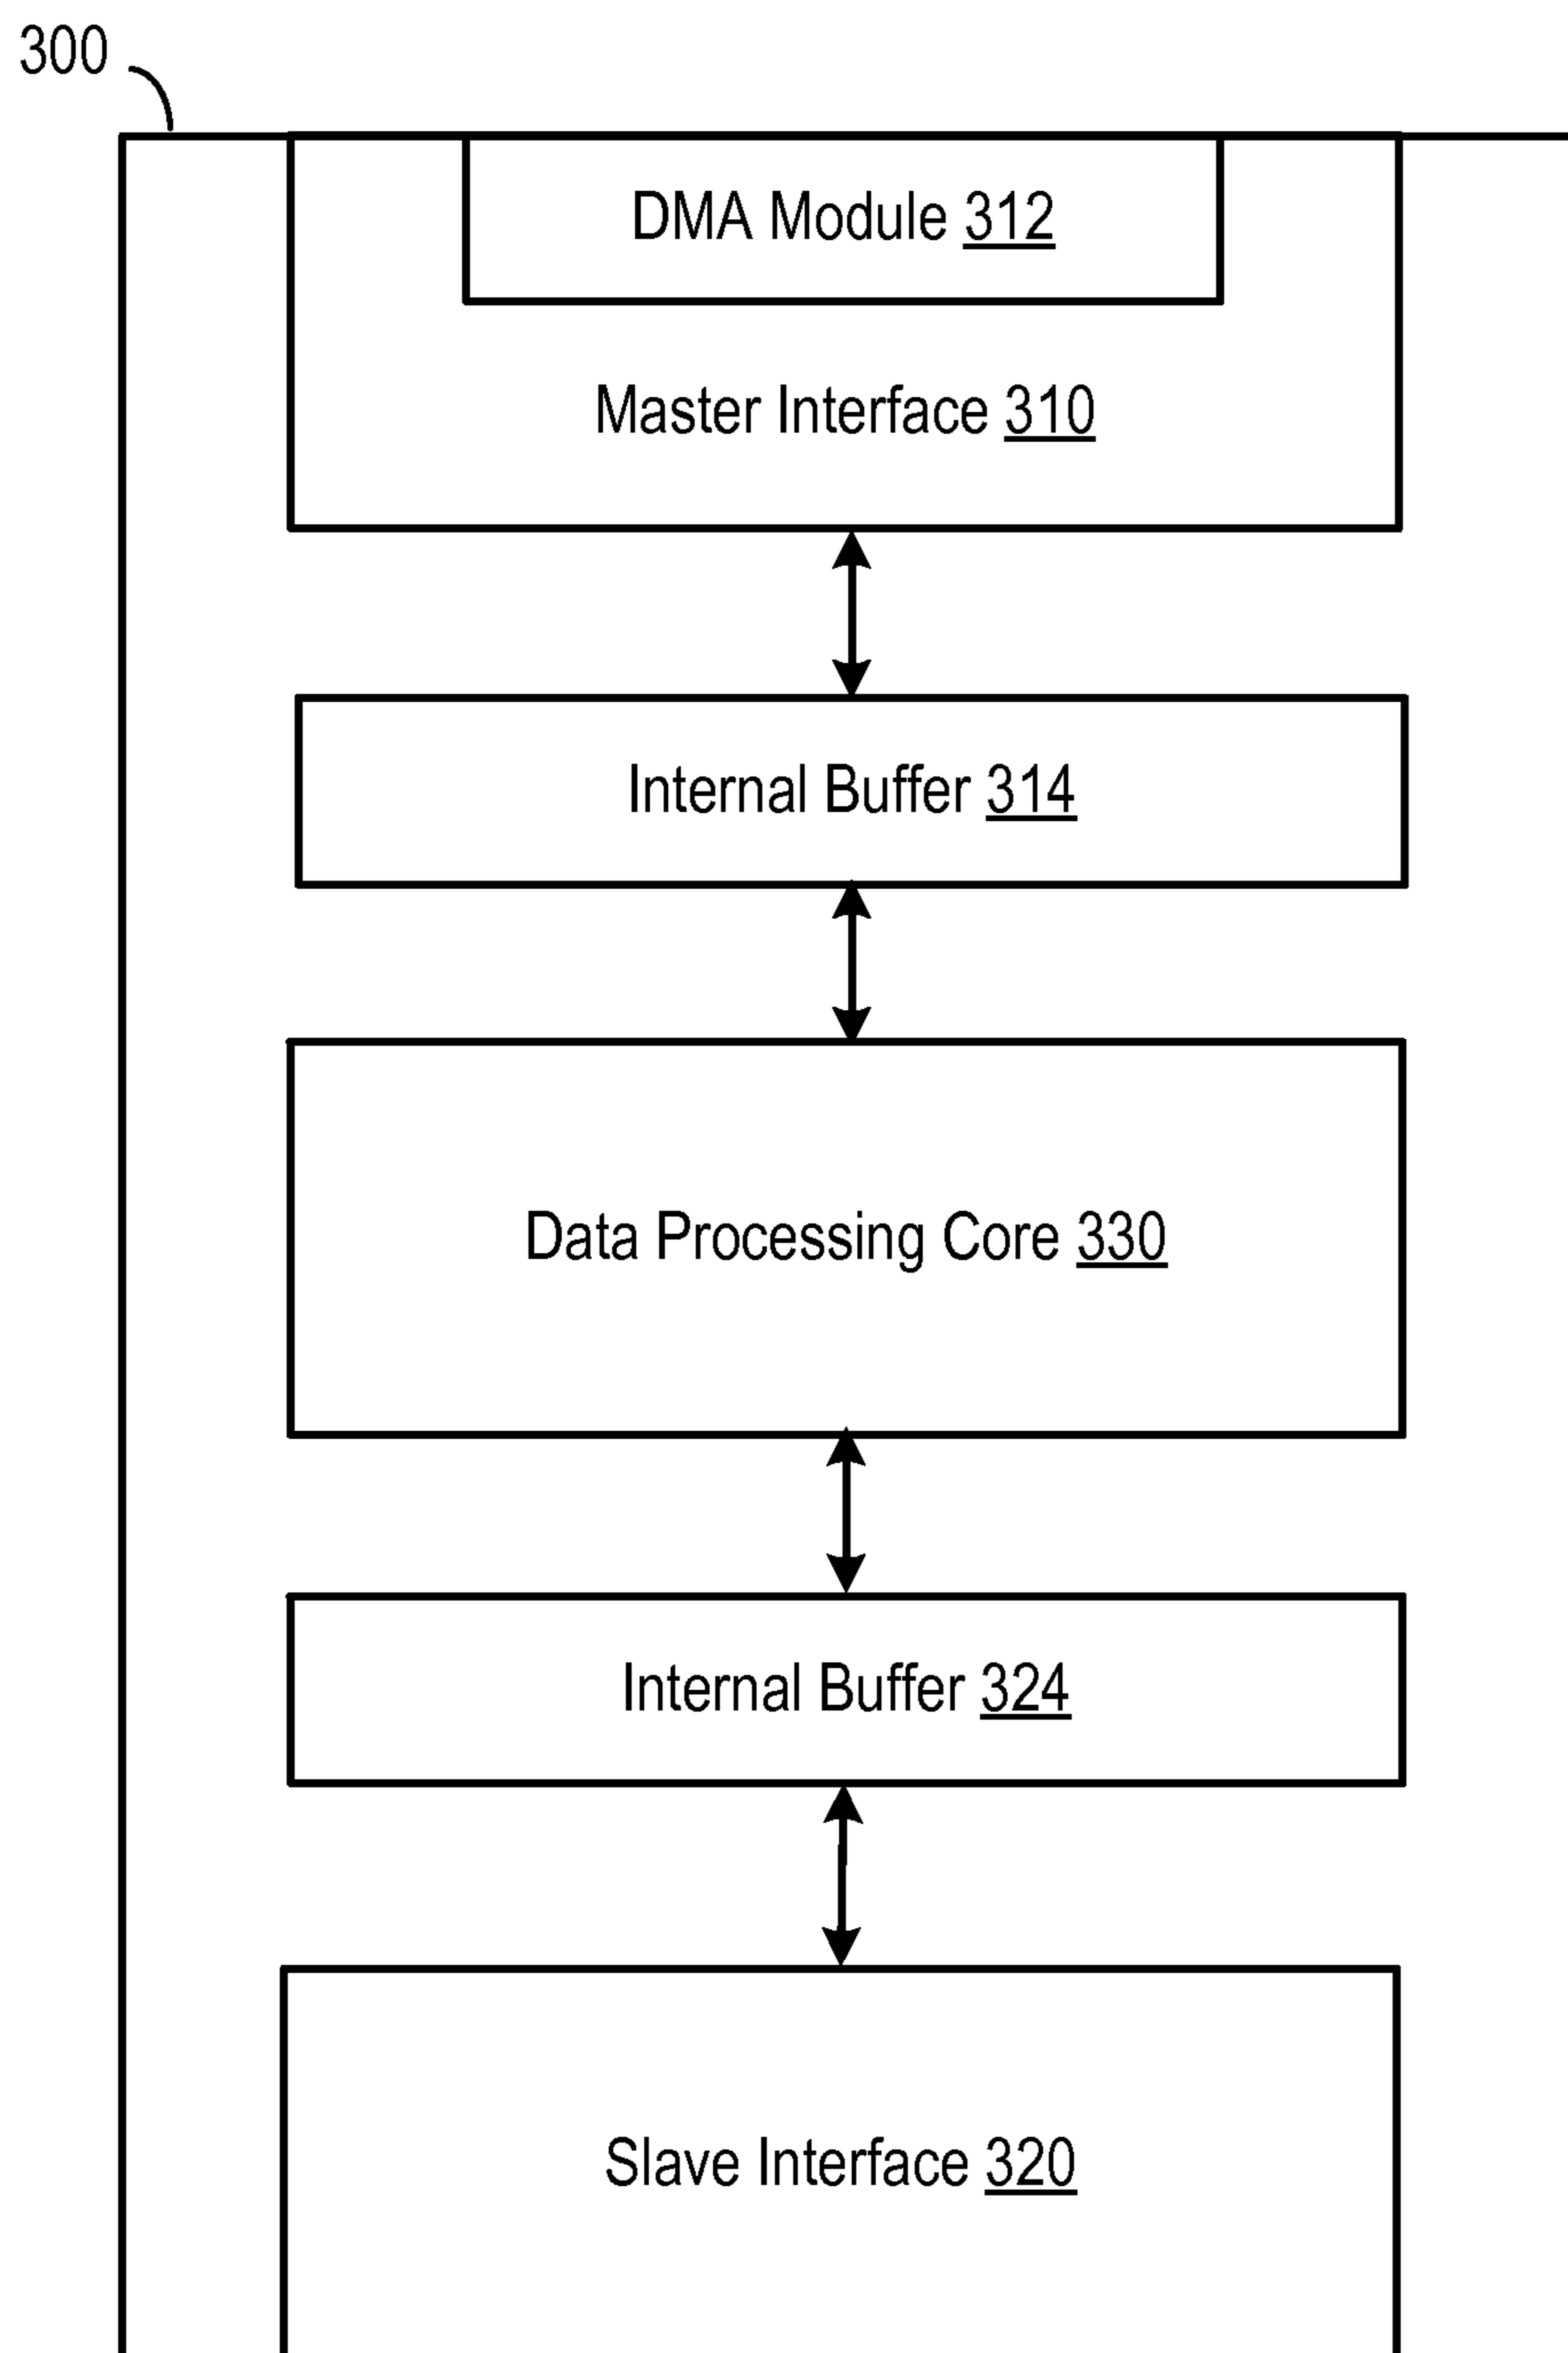 300
DMA Module 312
Master Interface 310
Internal Buffer 314
Data Processing Core 330
Internal Buffer 324
Slave Interface 320